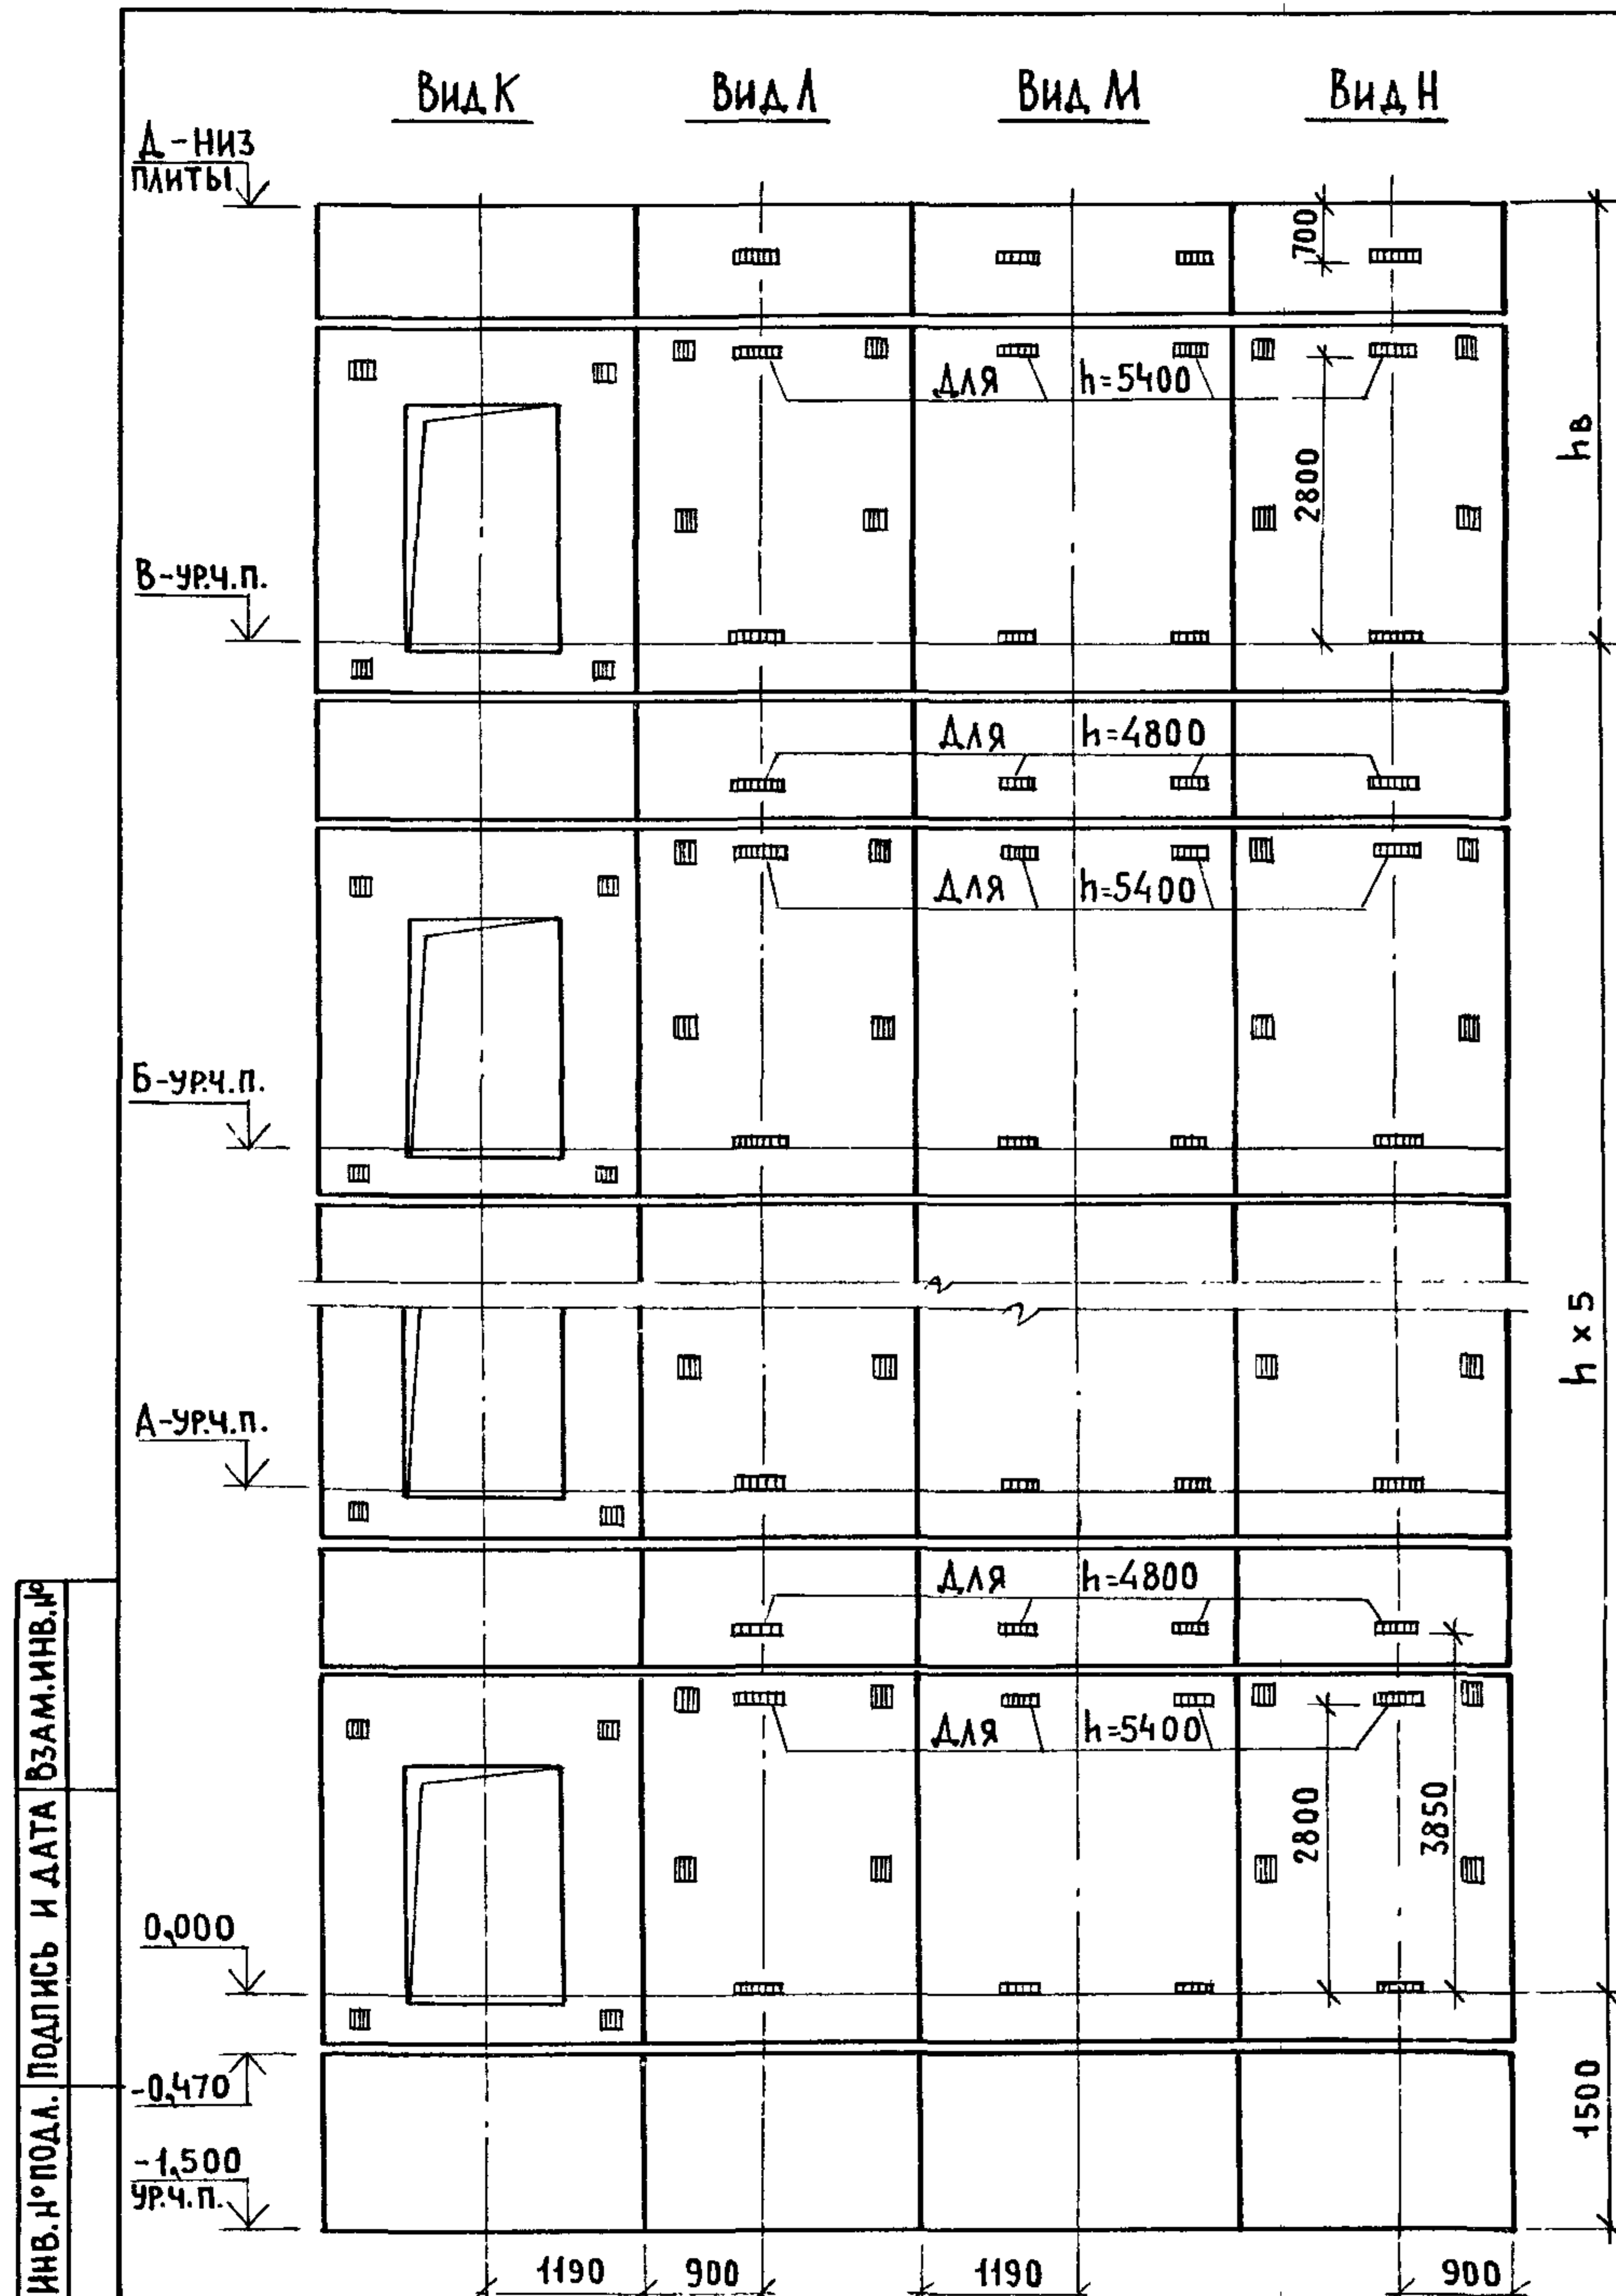 Вид К Вид Л Вид М Вид Н
Д-низ
плиты
700
для h=5400
2800
hв
В-ур.ч.п.
Для h=4800
Для h=5400
Б-ур.ч.п.
h x 5
А-ур.ч.п.
Для h=4800
Для h=5400
2800
3850
0,000
-0,470
-1,500
ур.ч.п.
1500
1190 900 1190 900
Инв.№подл. Подпись и дата Взам.инв.№